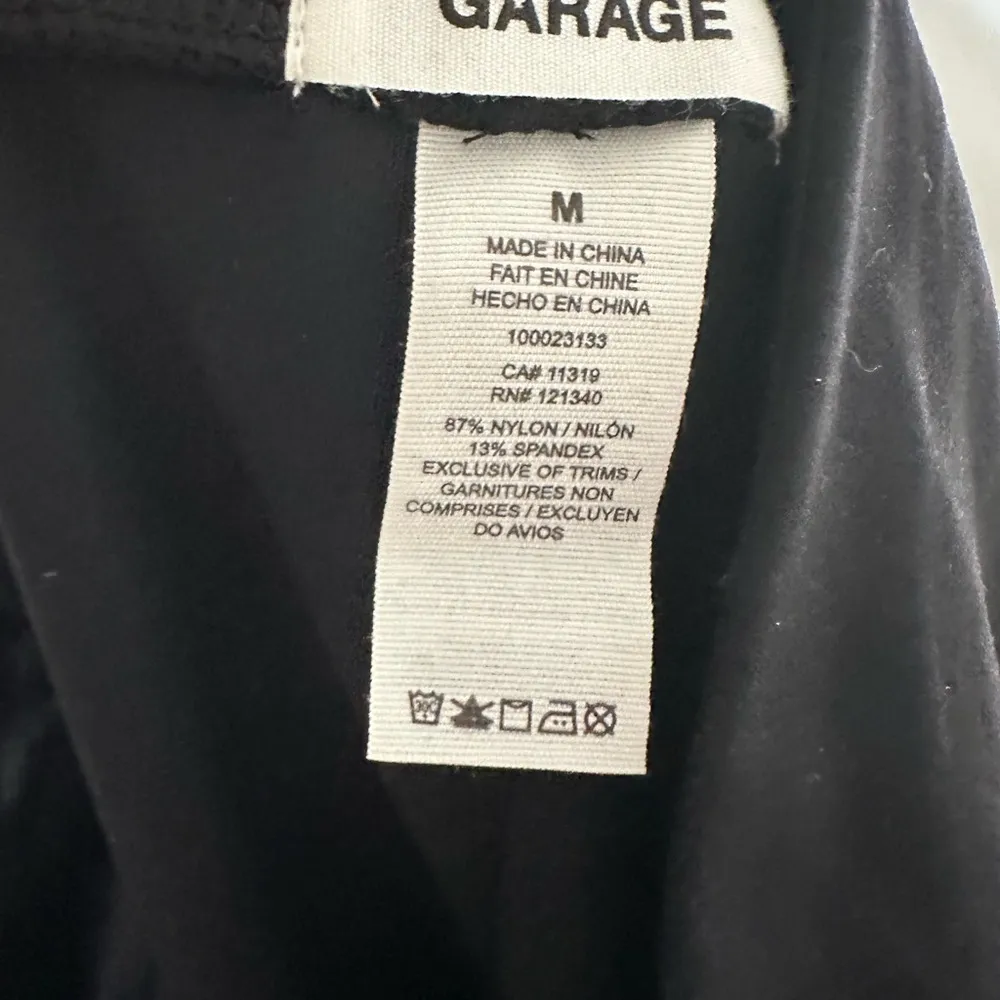 GARAGE
M
MADE IN CHINA
FAIT EN CHINE
HECHO EN CHINA
100023133
CA# 11319
RN# 121340
87% NYLON / NILÓN
13% SPANDEX
EXCLUSIVE OF TRIMS /
GARNITURES NON
COMPRISES / EXCLUYEN
DO AVIOS
30C